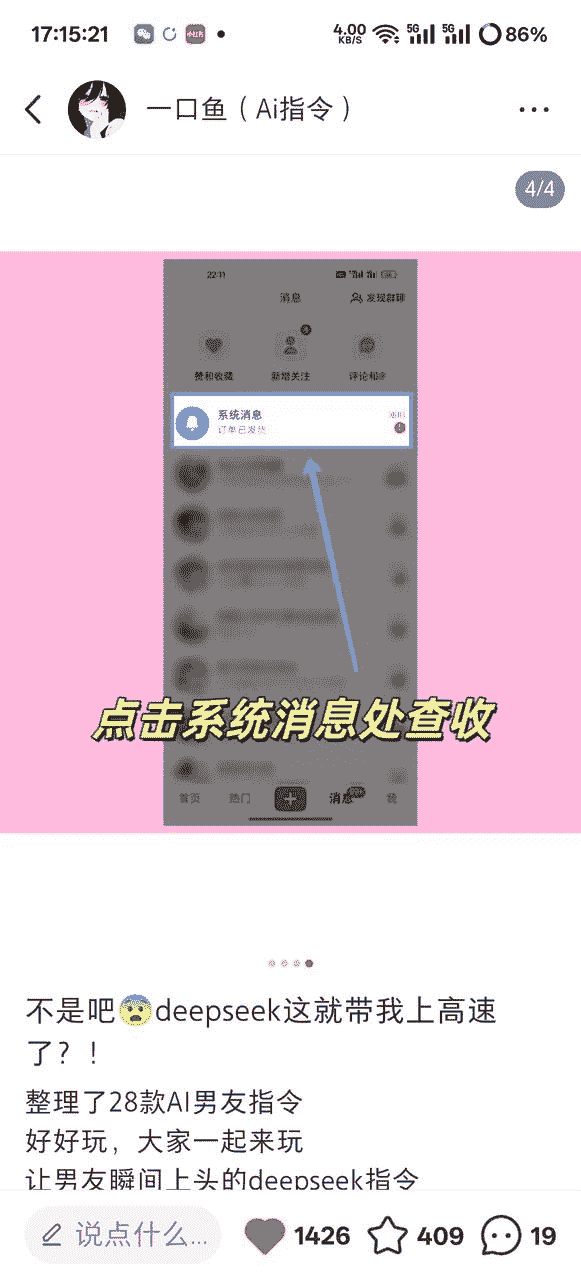 17:15:21
4.00
KB/S
5G
5G
86%
一口鱼（Ai指令）
4/4
22:11
消息
发现群聊
赞和收藏
新增关注
系统消息
订单已发货
点击系统消息处查收
首页
热门
消息
我
不是吧😨deepseek这就带我上高速
了？！
整理了28款AI男友指令
好好玩，大家一起来玩
让男友瞬间上头的deepseek指令
说点什么...
1426
409
19